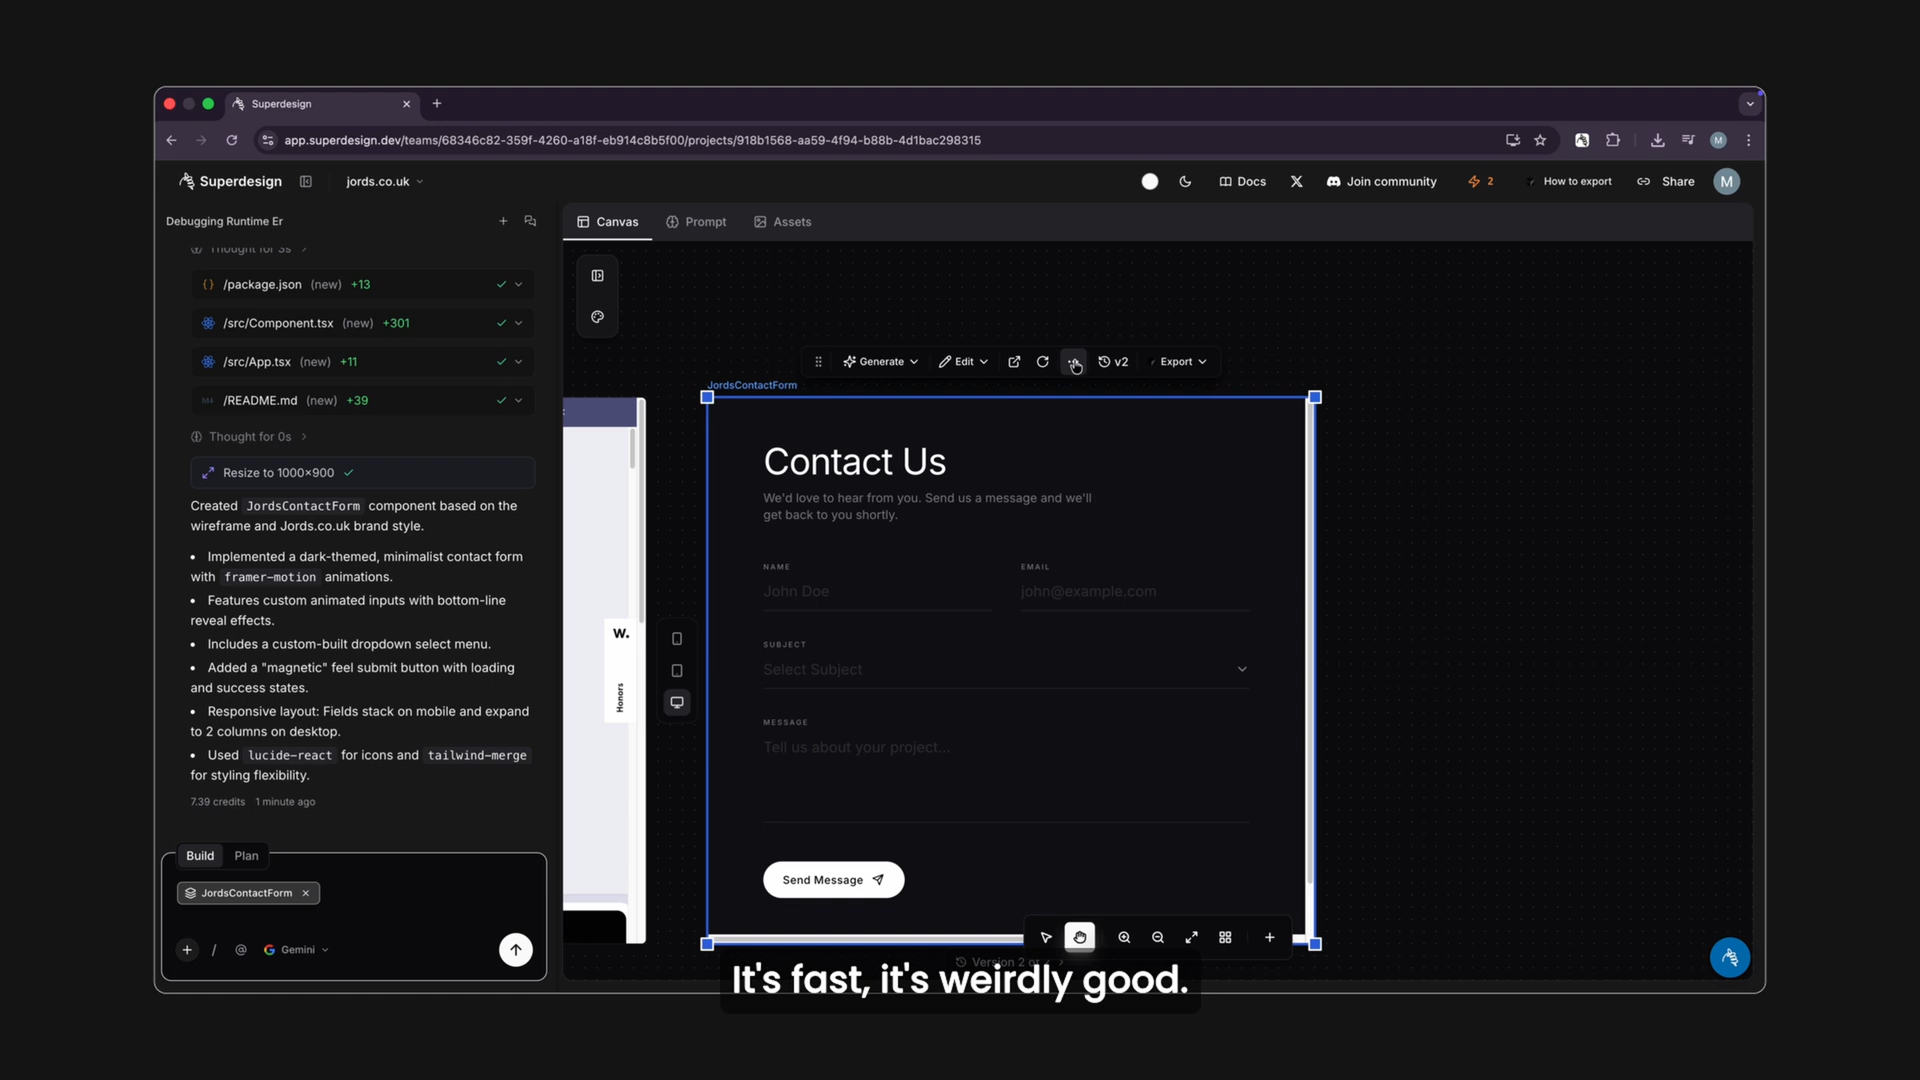 Superdesign
app.superdesign.dev/teams/68346c82-359f-4260-a18f-eb914c8b5f00/projects/918b1568-aa59-4f94-b88b-4d1bac298315
M
Superdesign
jords.co.uk
Docs
Join community
2
How to export
Share
M
Debugging Runtime Er
Canvas
Prompt
Assets
Thought for 3s
/package.json (new) +13
/src/Component.tsx (new) +301
/src/App.tsx (new) +11
/README.md (new) +39
Thought for 0s
Resize to 1000×900
Created JordsContactForm component based on the
wireframe and Jords.co.uk brand style.
• Implemented a dark-themed, minimalist contact form
with framer-motion animations.
• Features custom animated inputs with bottom-line
reveal effects.
• Includes a custom-built dropdown select menu.
• Added a "magnetic" feel submit button with loading
and success states.
• Responsive layout: Fields stack on mobile and expand
to 2 columns on desktop.
• Used lucide-react for icons and tailwind-merge
for styling flexibility.
7.39 credits 1 minute ago
Build
Plan
JordsContactForm
/
@
Gemini
Generate
Edit
v2
Export
JordsContactForm
W.
Honors
Contact Us
We'd love to hear from you. Send us a message and we'll
get back to you shortly.
NAME
John Doe
EMAIL
john@example.com
SUBJECT
Select Subject
MESSAGE
Tell us about your project...
Send Message
Version 2 of
It's fast, it's weirdly good.